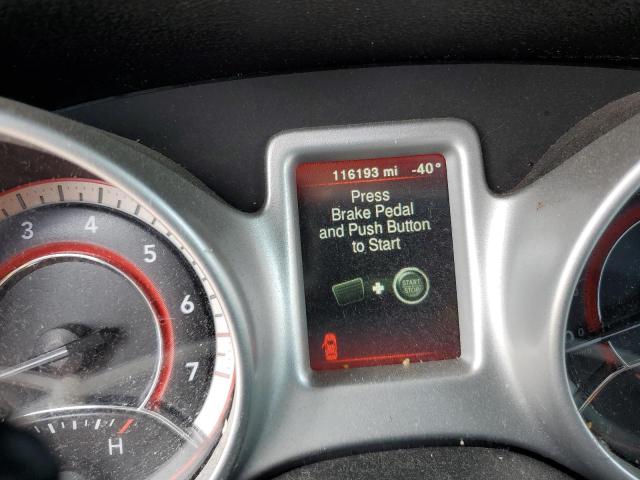 116193 mi -40°
Press
Brake Pedal
and Push Button
to Start
START
STOP
3
4
5
6
7
H